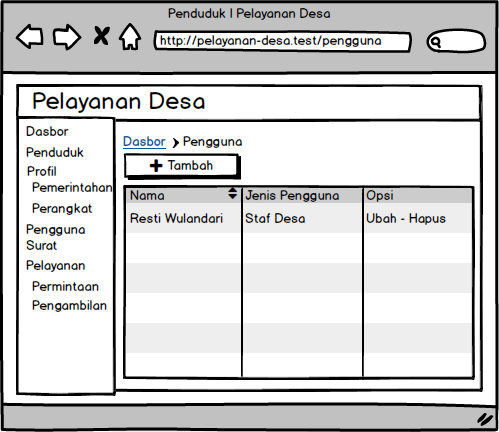 Penduduk | Pelayanan Desa
http://pelayanan-desa.test/pengguna
Pelayanan Desa
Dasbor
Penduduk
Profil
Pemerintahan
Perangkat
Pengguna
Surat
Pelayanan
Permintaan
Pengambilan
Dasbor > Pengguna
+ Tambah
Nama Jenis Pengguna Opsi
Resti Wulandari Staf Desa Ubah - Hapus